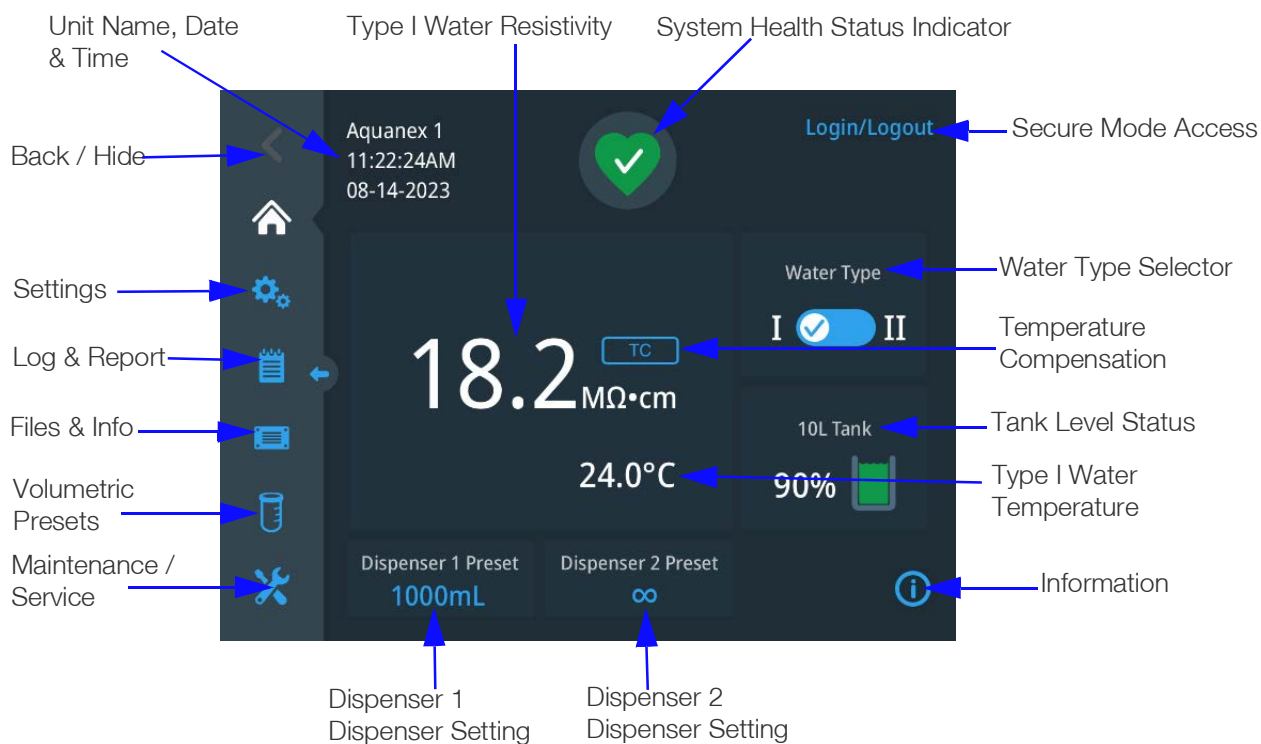 Unit Name, Date
& Time
Type I Water Resistivity
System Health Status Indicator
Aquanex 1
11:22:24AM
08-14-2023
Login/Logout
Secure Mode Access
Back / Hide
Settings
Log & Report
Files & Info
Volumetric
Presets
Maintenance /
Service
18.2
TC
MΩ•cm
24.0°C
Water Type
I II
Water Type Selector
Temperature
Compensation
10L Tank
90%
Tank Level Status
Type I Water
Temperature
Dispenser 1 Preset
1000mL
Dispenser 2 Preset
∞
i
Information
Dispenser 1
Dispenser Setting
Dispenser 2
Dispenser Setting